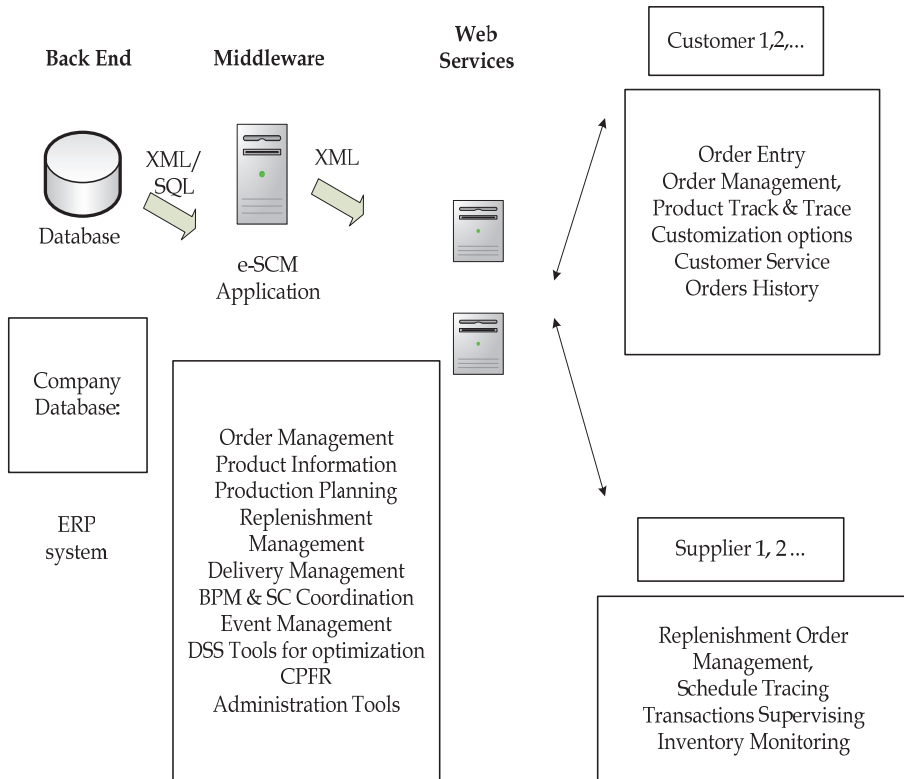 Back End
Middleware
Web
Services
Customer 1,2,...
XML/
SQL
XML
Database
e-SCM
Application
Order Entry
Order Management,
Product Track & Trace
Customization options
Customer Service
Orders History
Company
Database:
ERP
system
Order Management
Product Information
Production Planning
Replenishment
Management
Delivery Management
BPM & SC Coordination
Event Management
DSS Tools for optimization
CPFR
Administration Tools
Supplier 1, 2 ...
Replenishment Order
Management,
Schedule Tracing
Transactions Supervising
Inventory Monitoring